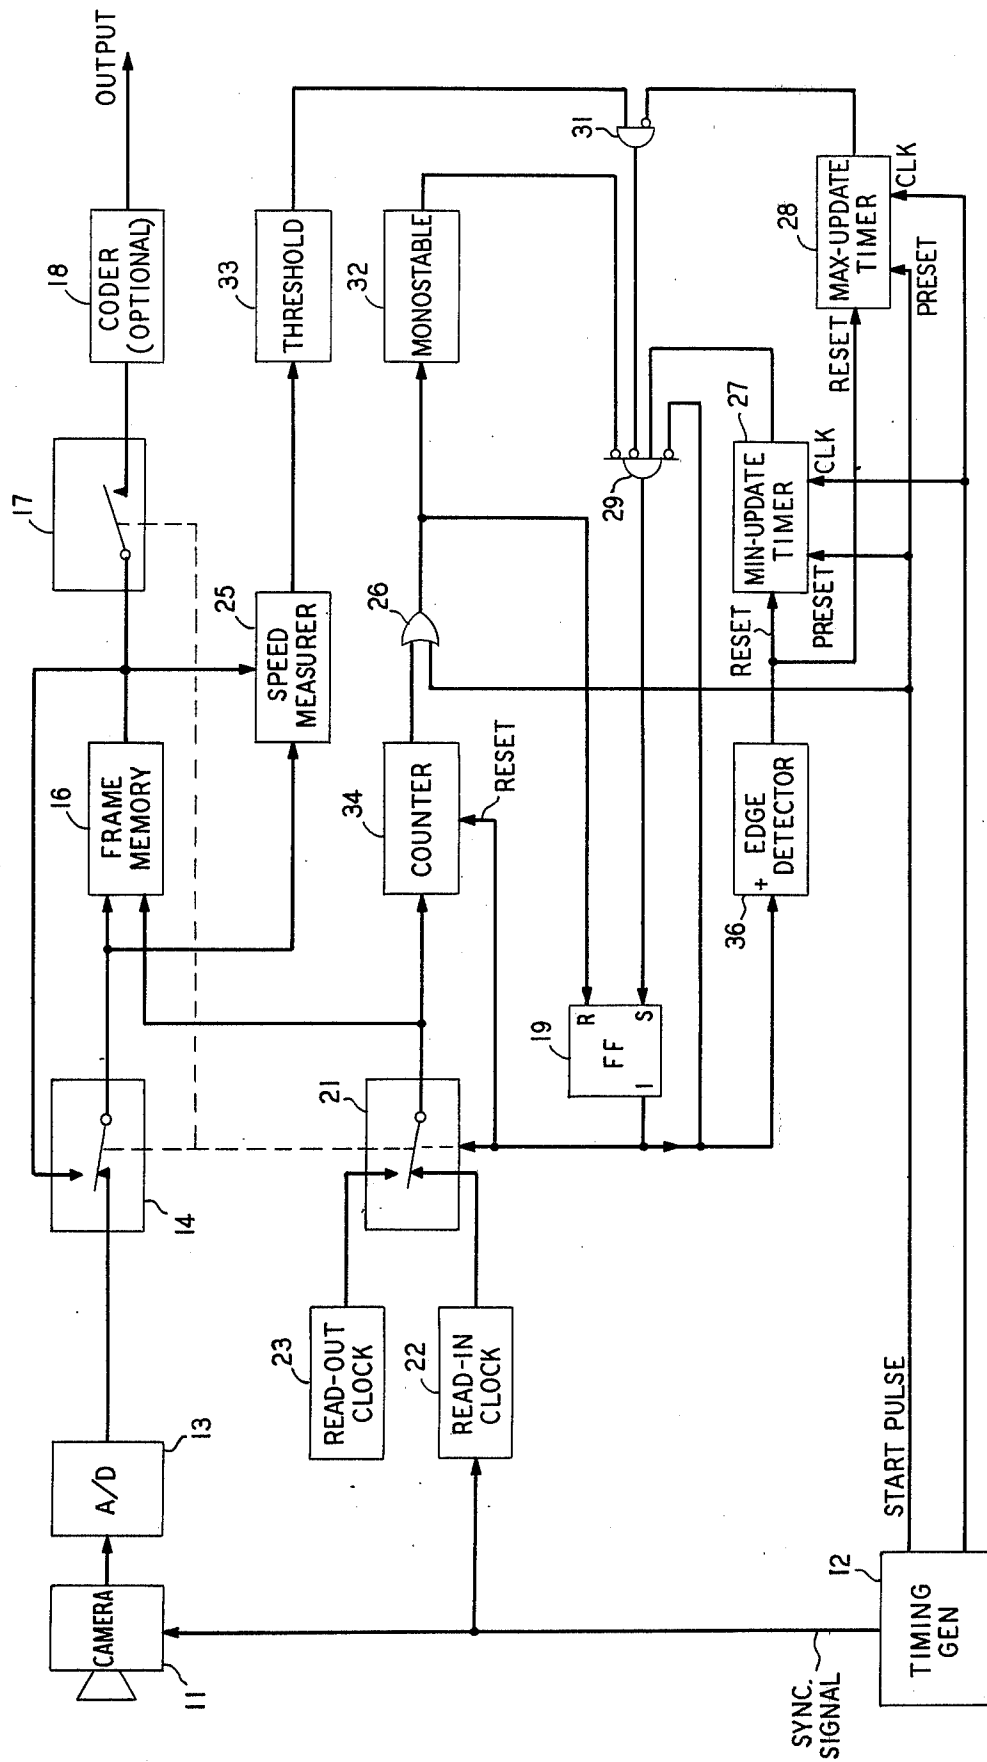 OUTPUT
18
CODER
(OPTIONAL)
17
16
FRAME
MEMORY
14
13
A/D
CAMERA
11
33
THRESHOLD
25
SPEED
MEASURER
32
MONOSTABLE
26
34
COUNTER
RESET
21
23
READ-OUT
CLOCK
22
READ-IN
CLOCK
31
29
19
FF
R
S
1
28
MAX-UPDATE
TIMER
CLK
PRESET
RESET
27
MIN-UPDATE
TIMER
CLK
PRESET
RESET
36
+ EDGE
DETECTOR
START PULSE
12
TIMING
GEN
SYNC.
SIGNAL